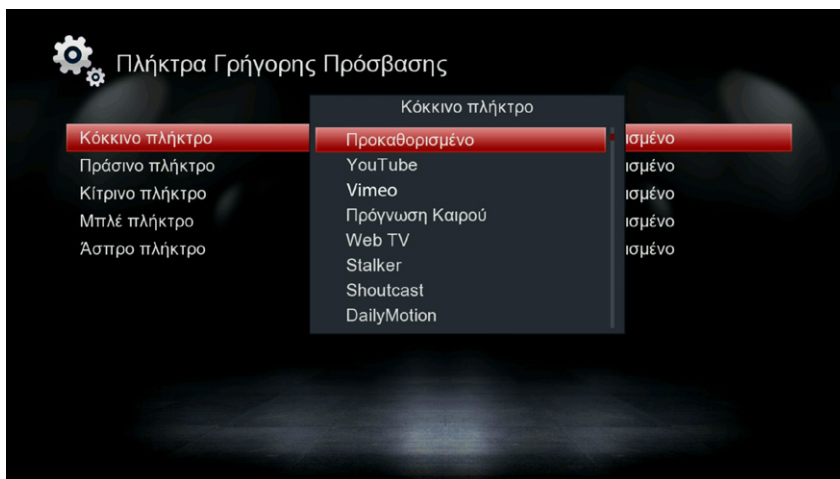 Πλήκτρα Γρήγορης Πρόσβασης
Κόκκινο πλήκτρο
Κόκκινο πλήκτρο
Πράσινο πλήκτρο
Κίτρινο πλήκτρο
Μπλέ πλήκτρο
Άσπρο πλήκτρο
Προκαθορισμένο
YouTube
Vimeo
Πρόγνωση Καιρού
Web TV
Stalker
Shoutcast
DailyMotion
ισμένο
ισμένο
ισμένο
ισμένο
ισμένο